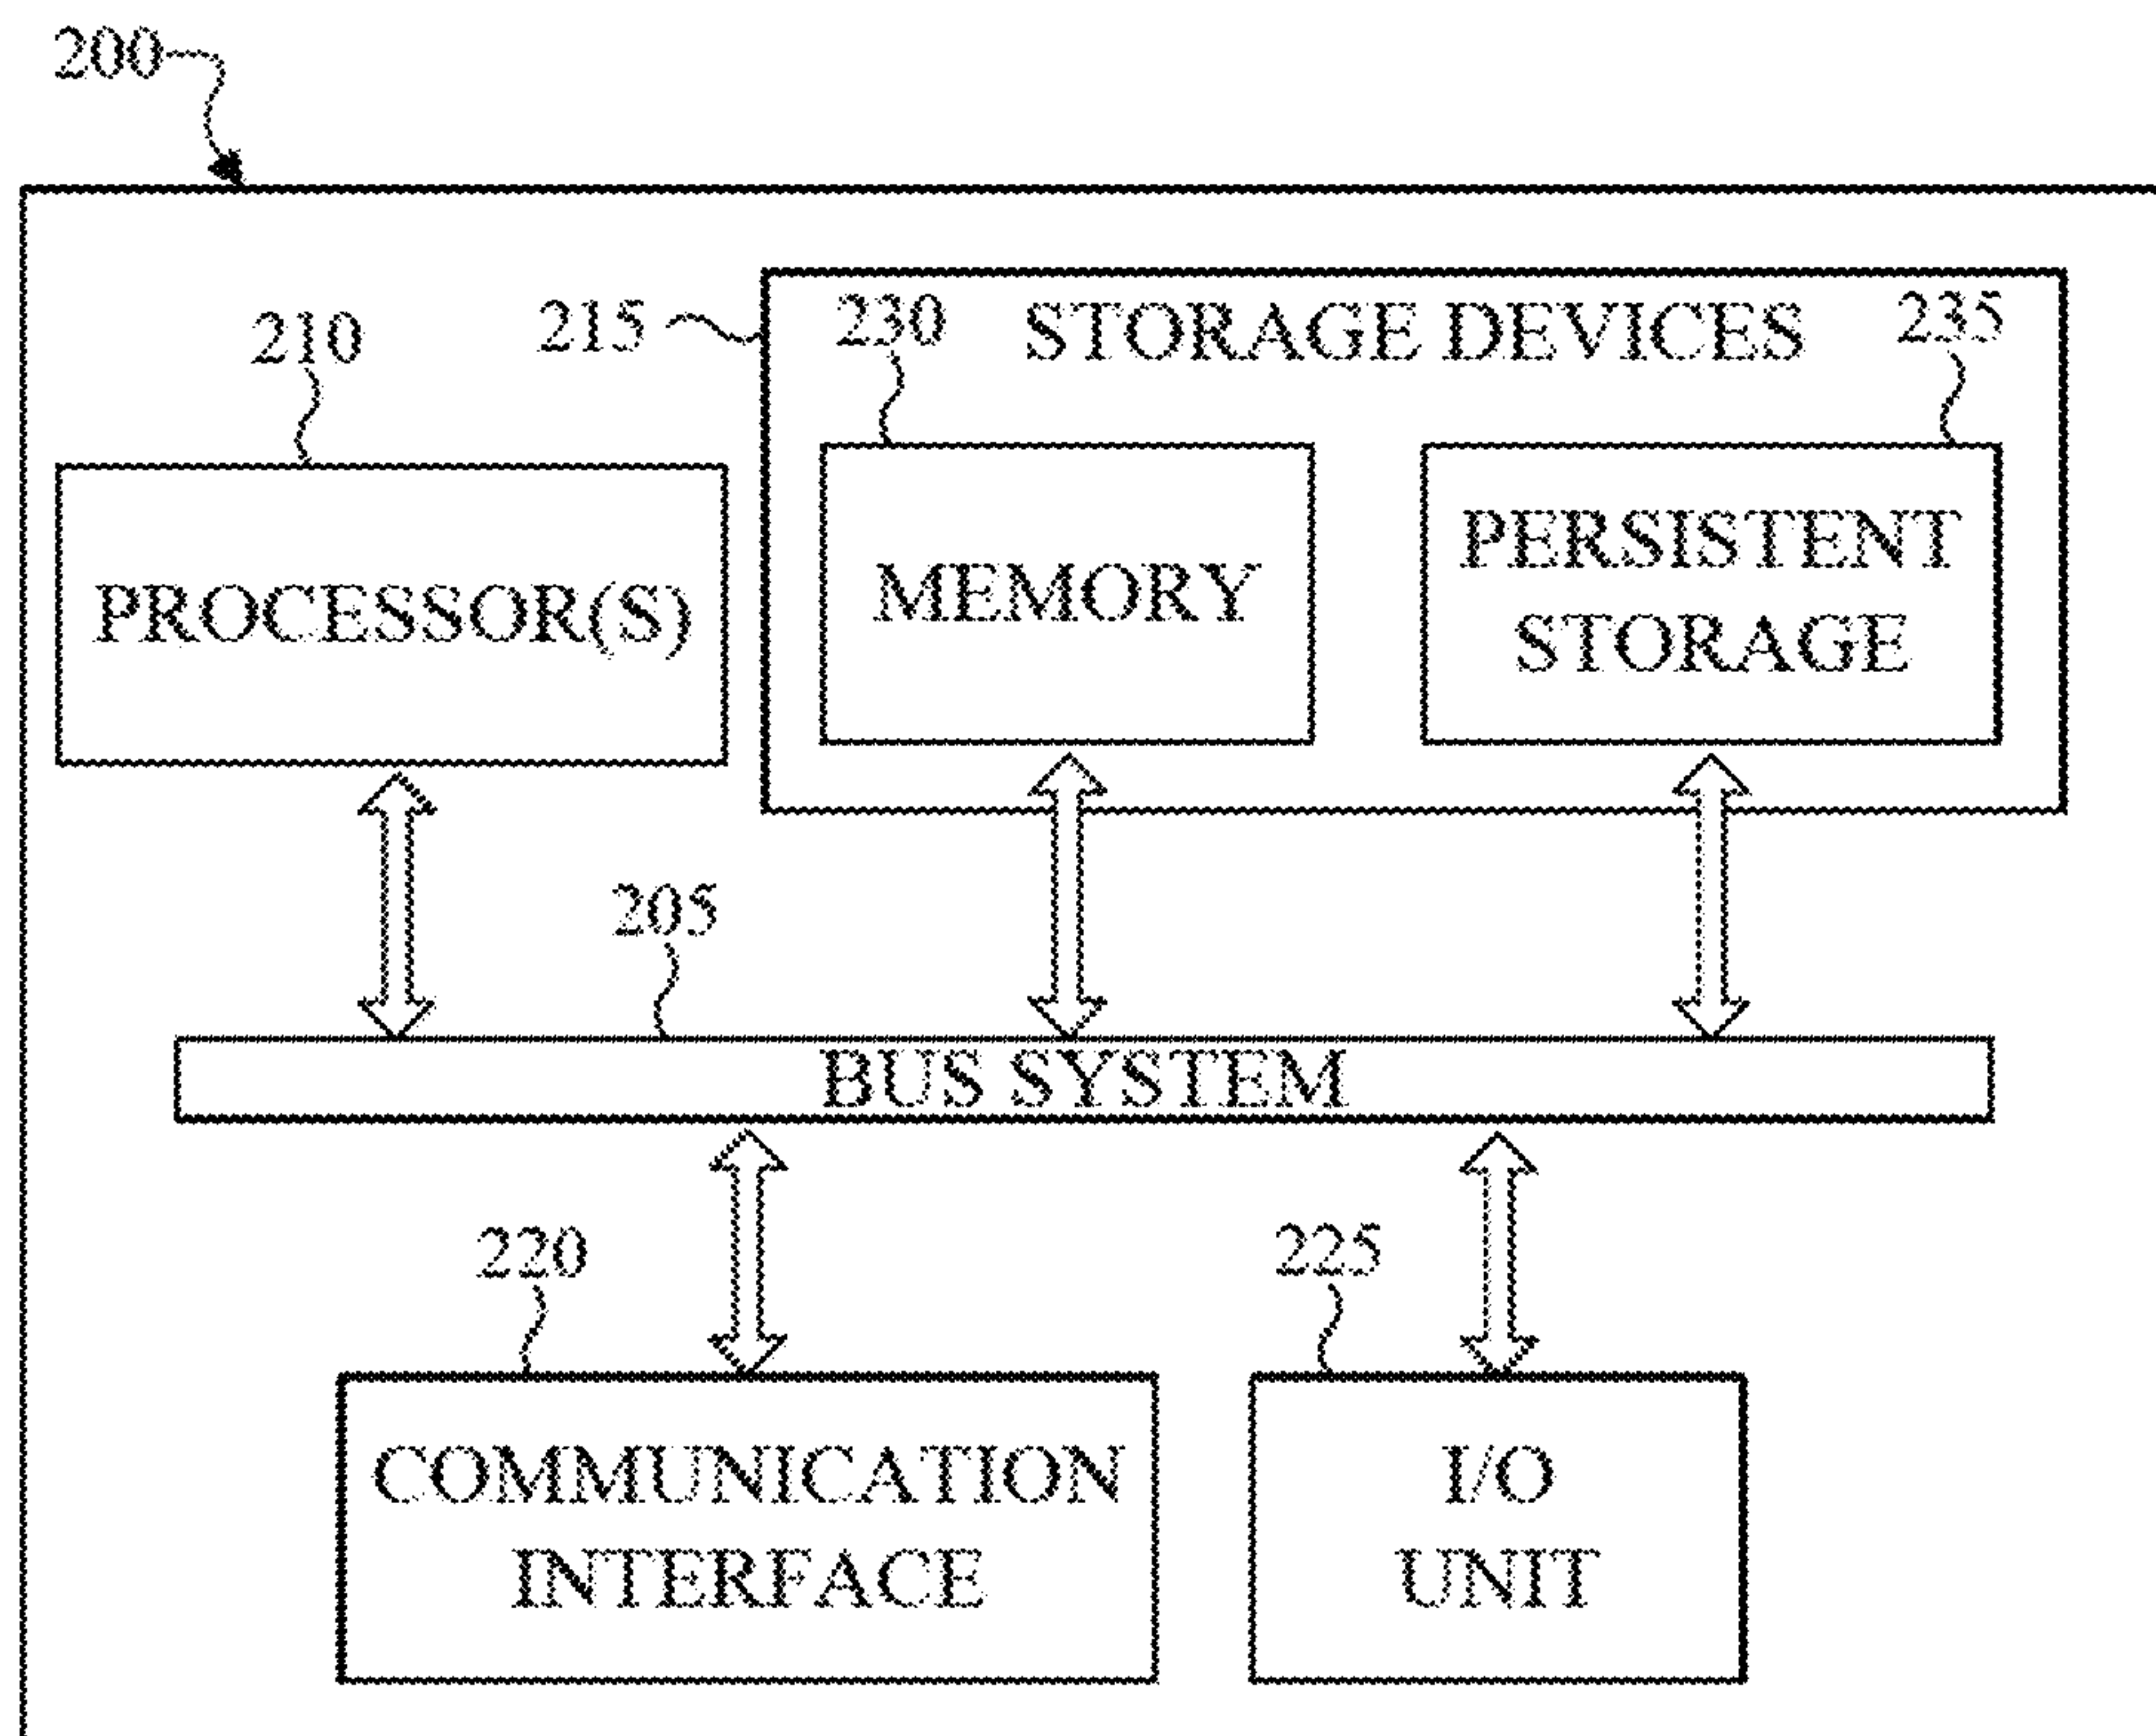 200
210
215
230
STORAGE DEVICES
235
PROCESSOR(S)
MEMORY
PERSISTENT
STORAGE
205
BUS SYSTEM
220
225
COMMUNICATION
INTERFACE
I/O
UNIT